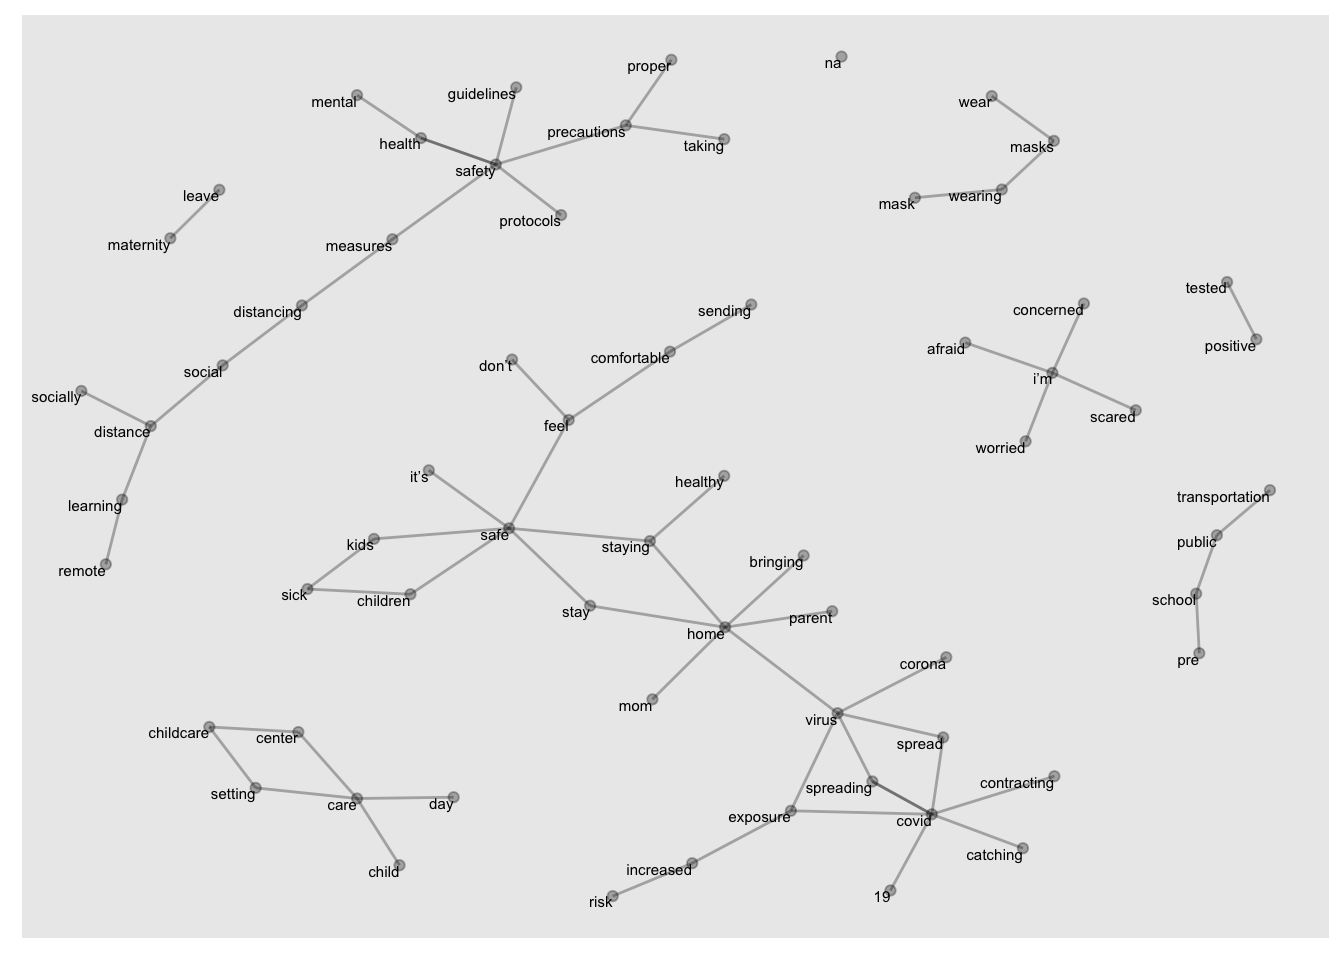 na
proper
guidelines
mental
wear
precautions
health
taking
masks
safety
leave
wearing
mask
protocols
maternity
measures
tested
sending
concerned
distancing
positive
afraid
comfortable
don't
social
i'm
socially
scared
feel
distance
worried
it's
healthy
transportation
learning
safe
public
kids
staying
bringing
remote
sick
children
school
stay
parent
home
pre
corona
mom
virus
childcare
center
spread
contracting
spreading
setting
care
day
exposure
covid
catching
child
increased
19
risk